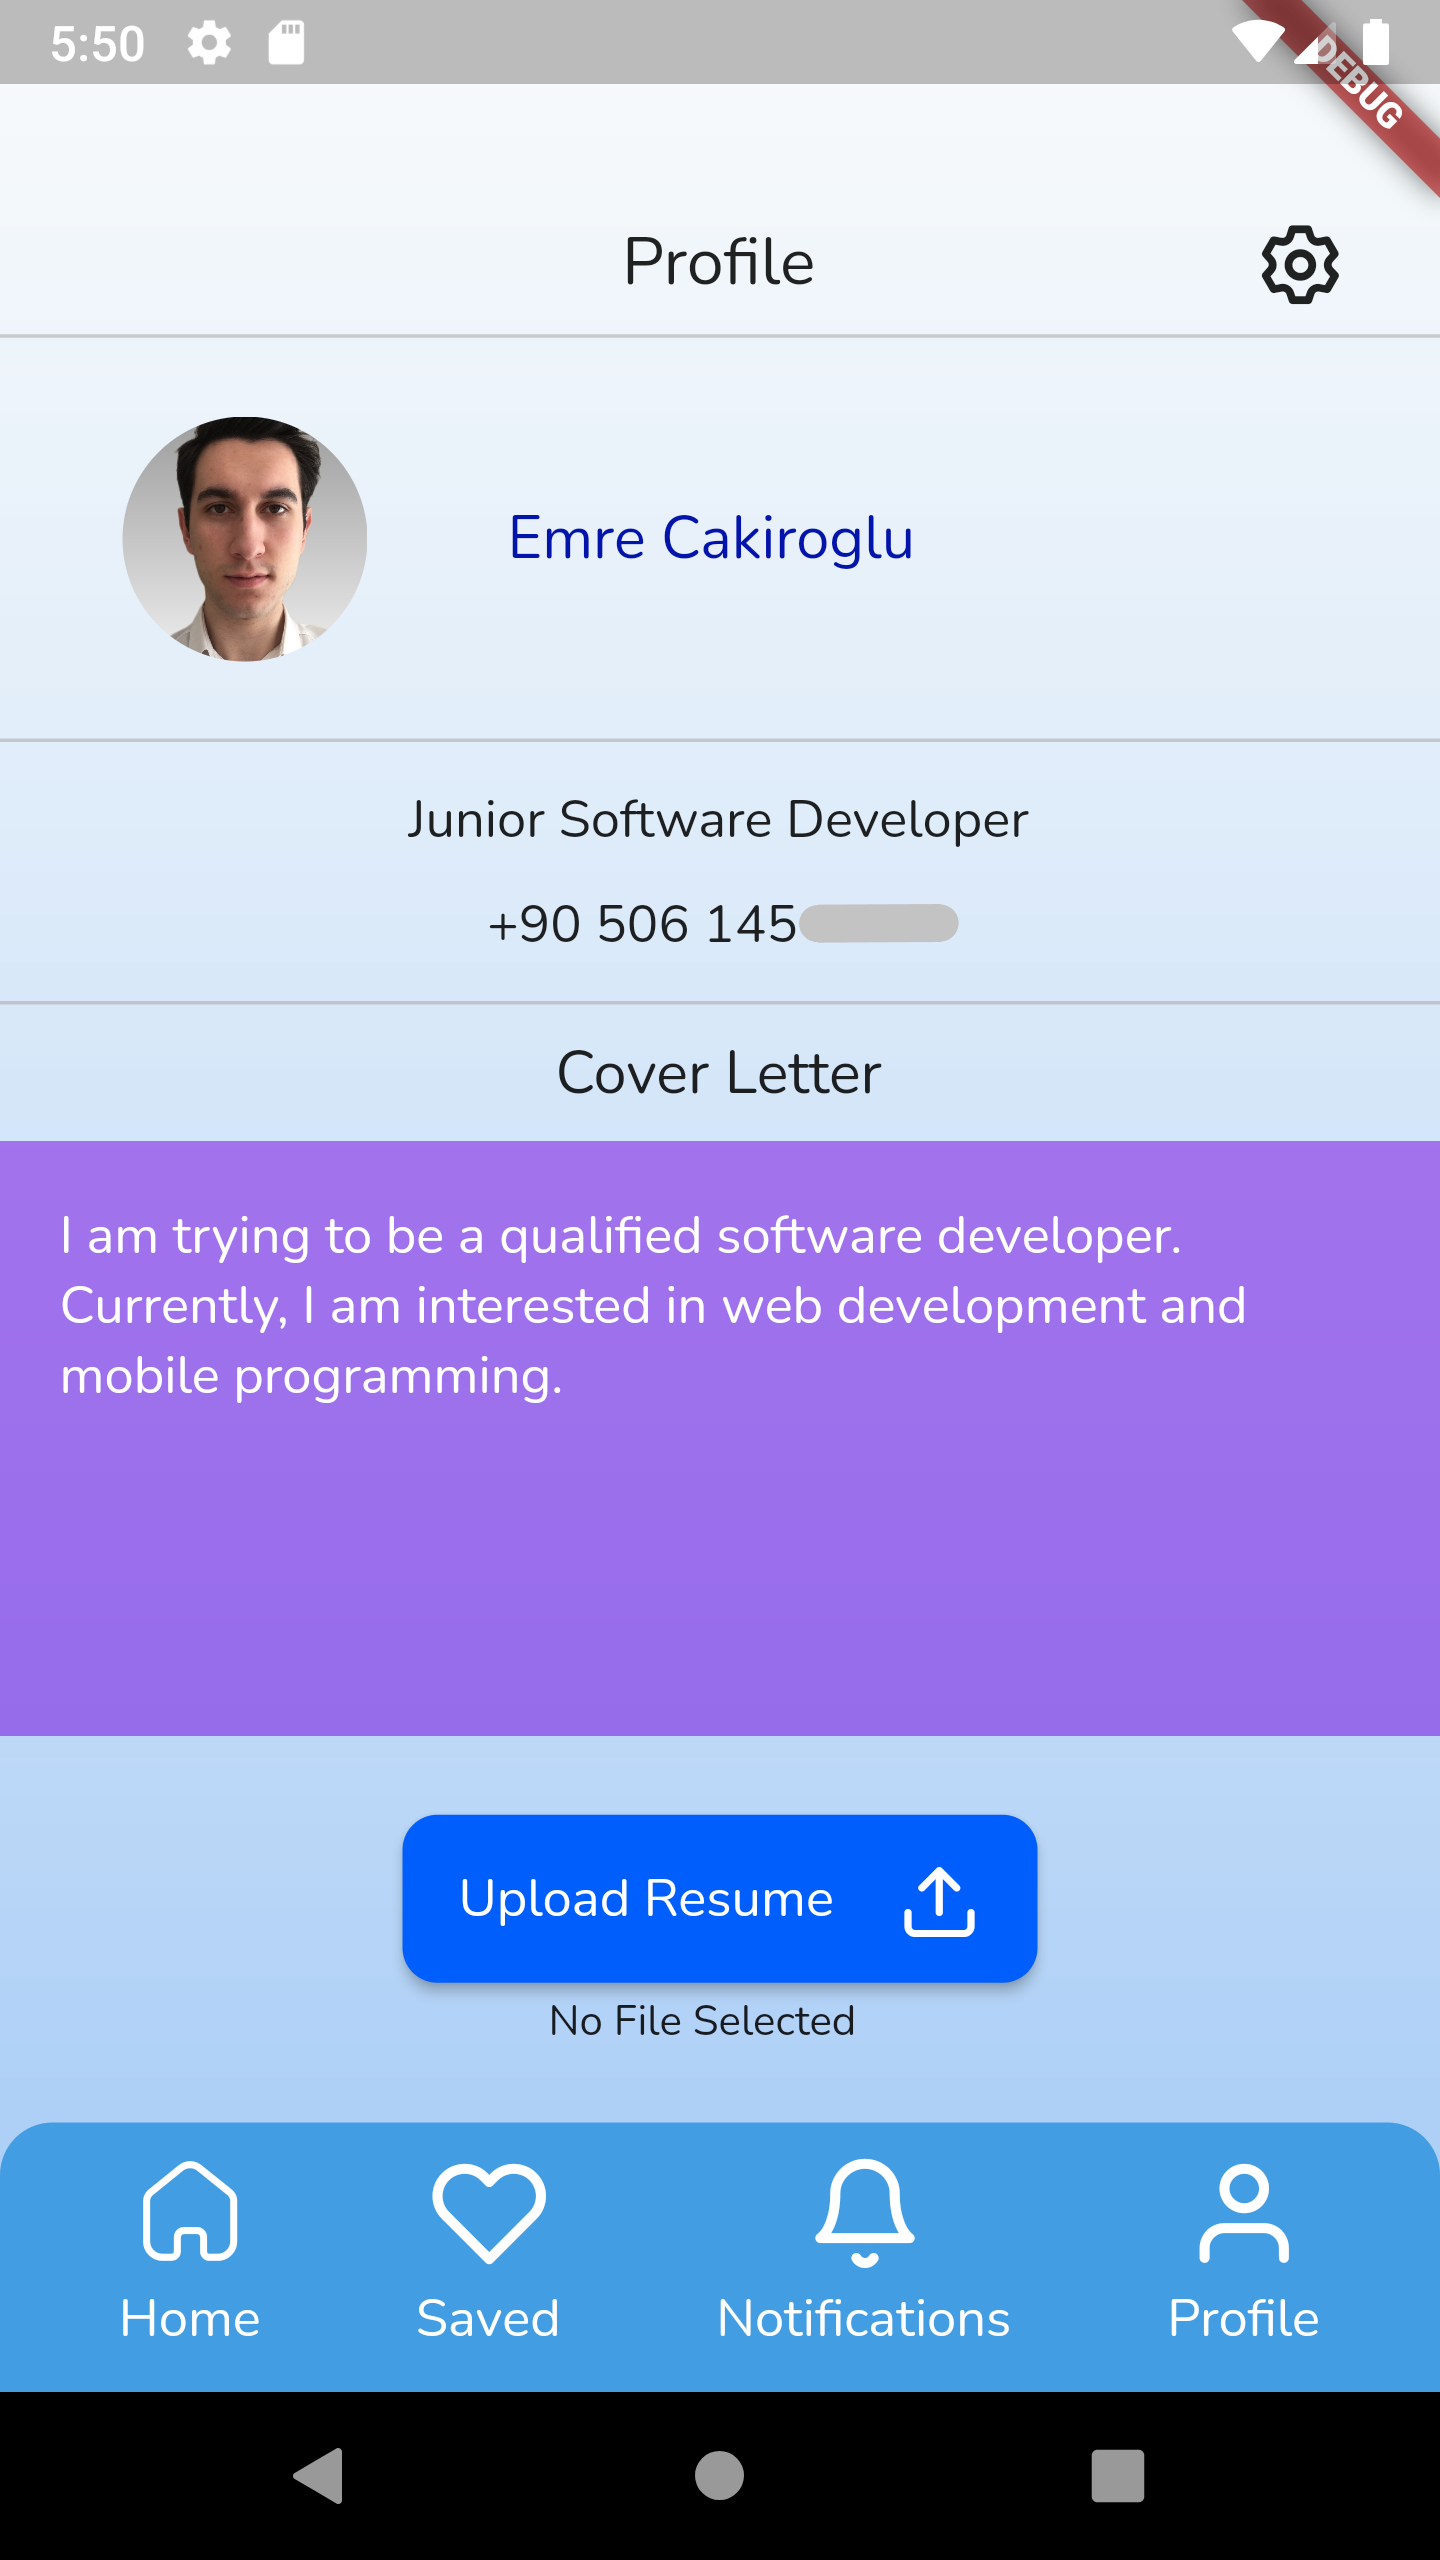 5:50
DEBUG
Profile
Emre Cakiroglu
Junior Software Developer
+90 506 145
Cover Letter
I am trying to be a qualified software developer.
Currently, I am interested in web development and
mobile programming.
Upload Resume
No File Selected
Home
Saved
Notifications
Profile